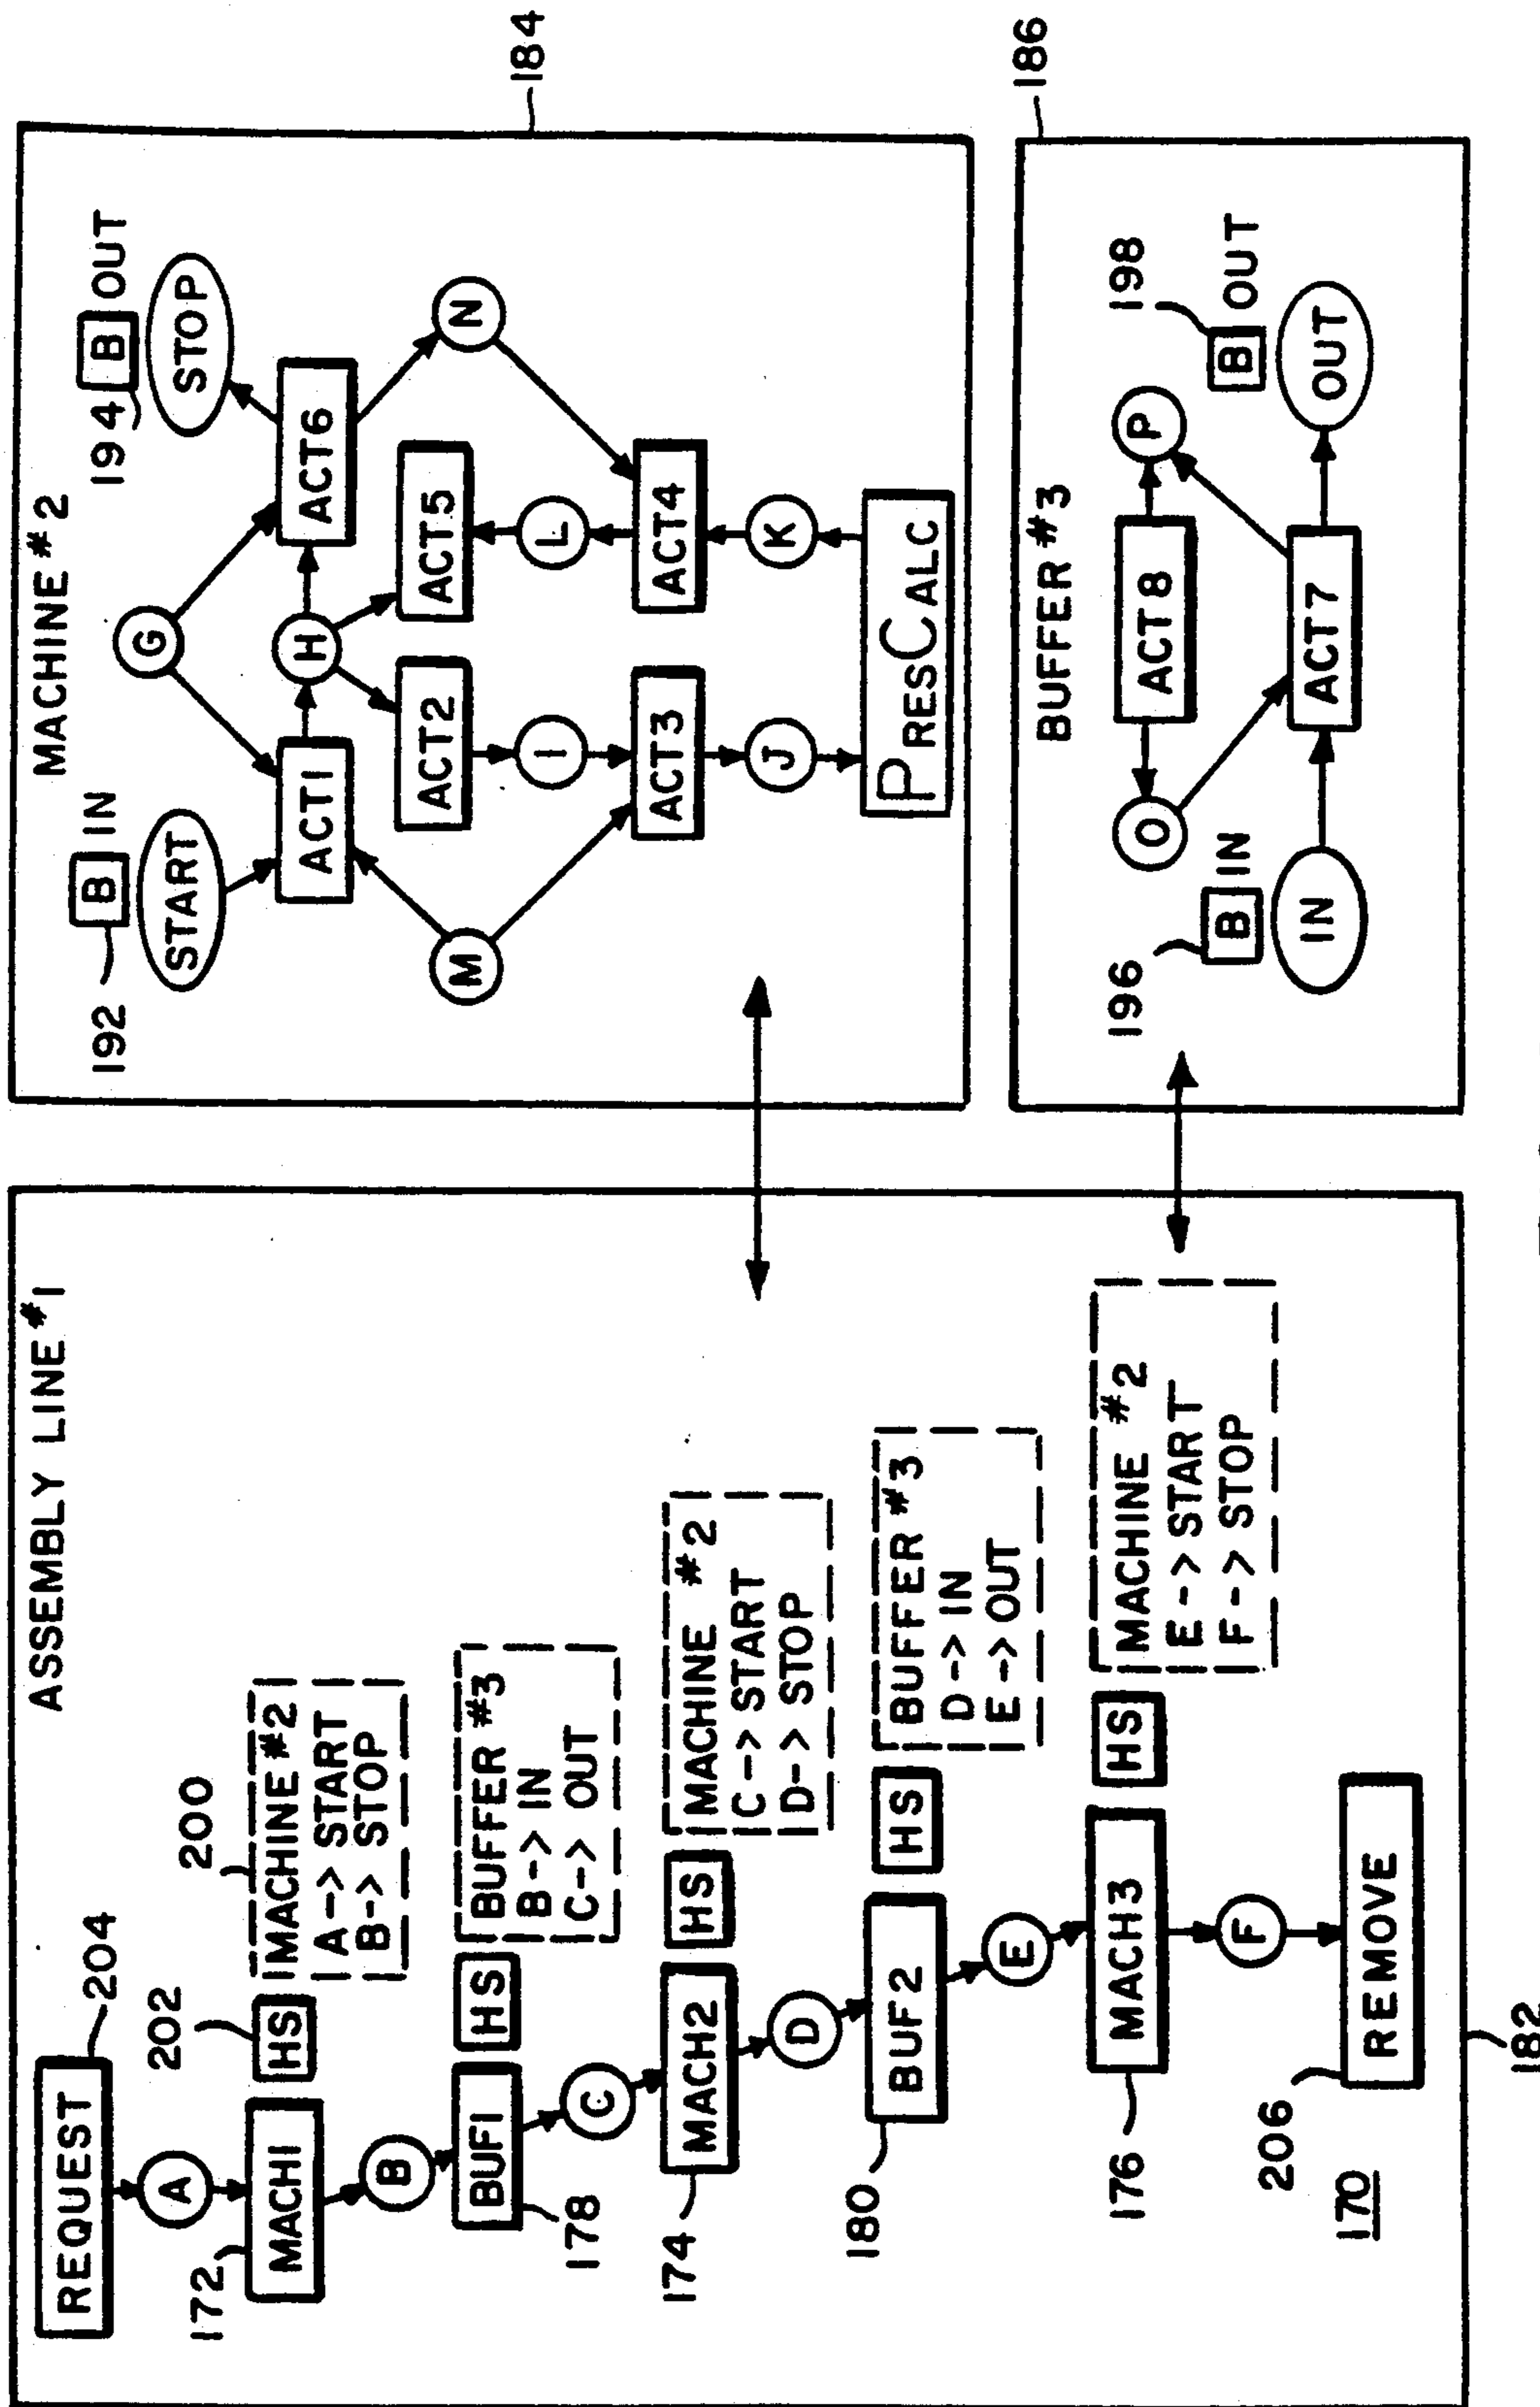 ASSEMBLY LINE #1
REQUEST
204
A
202
200
172
MACH1
HS
MACHINE #2
A -> START
B -> STOP
B
BUF1
178
HS
BUFFER #3
B -> IN
C -> OUT
C
174
MACH2
HS
MACHINE #2
C -> START
D -> STOP
D
180
BUF2
HS
BUFFER #3
D -> IN
E -> OUT
E
176
MACH3
HS
MACHINE #2
E -> START
F -> STOP
F
206
REMOVE
170
182
MACHINE #2
192
B IN
START
194
B OUT
STOP
G
ACT1
H
ACT6
ACT2
ACT5
M
I
L
N
ACT3
ACT4
J
K
PRESCALC
184
BUFFER #3
196
B IN
IN
O
ACT8
P
198
B OUT
OUT
ACT7
186